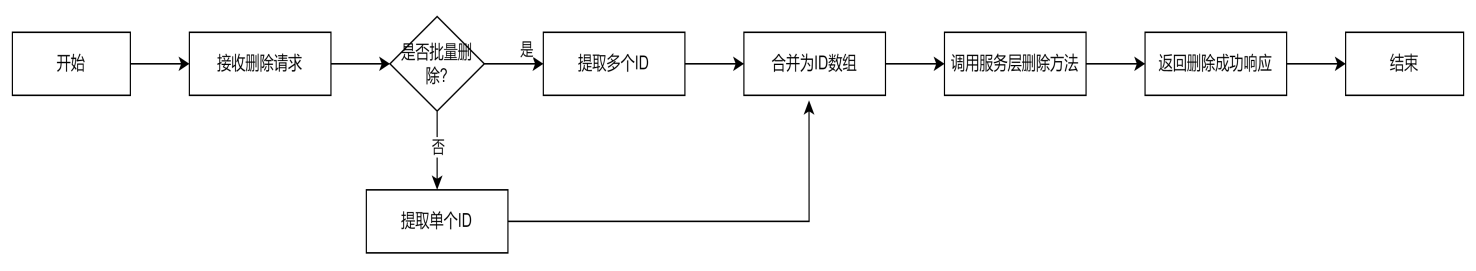 开始
接收删除请求
是否批量删
除?
是
提取多个ID
合并为ID数组
调用服务层删除方法
返回删除成功响应
结束
否
提取单个ID